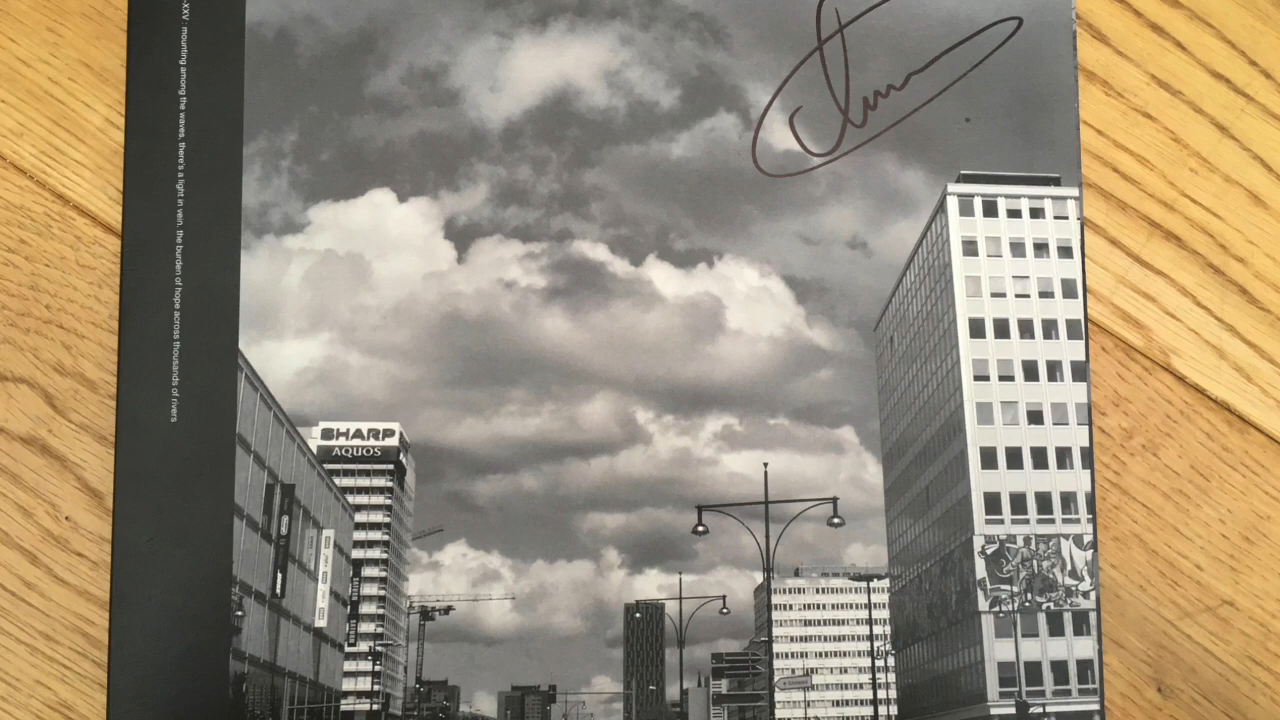 -XXV : mounting among the waves, there's a light in vein. the burden of hope across thousands of rivers
SHARP
AQUOS